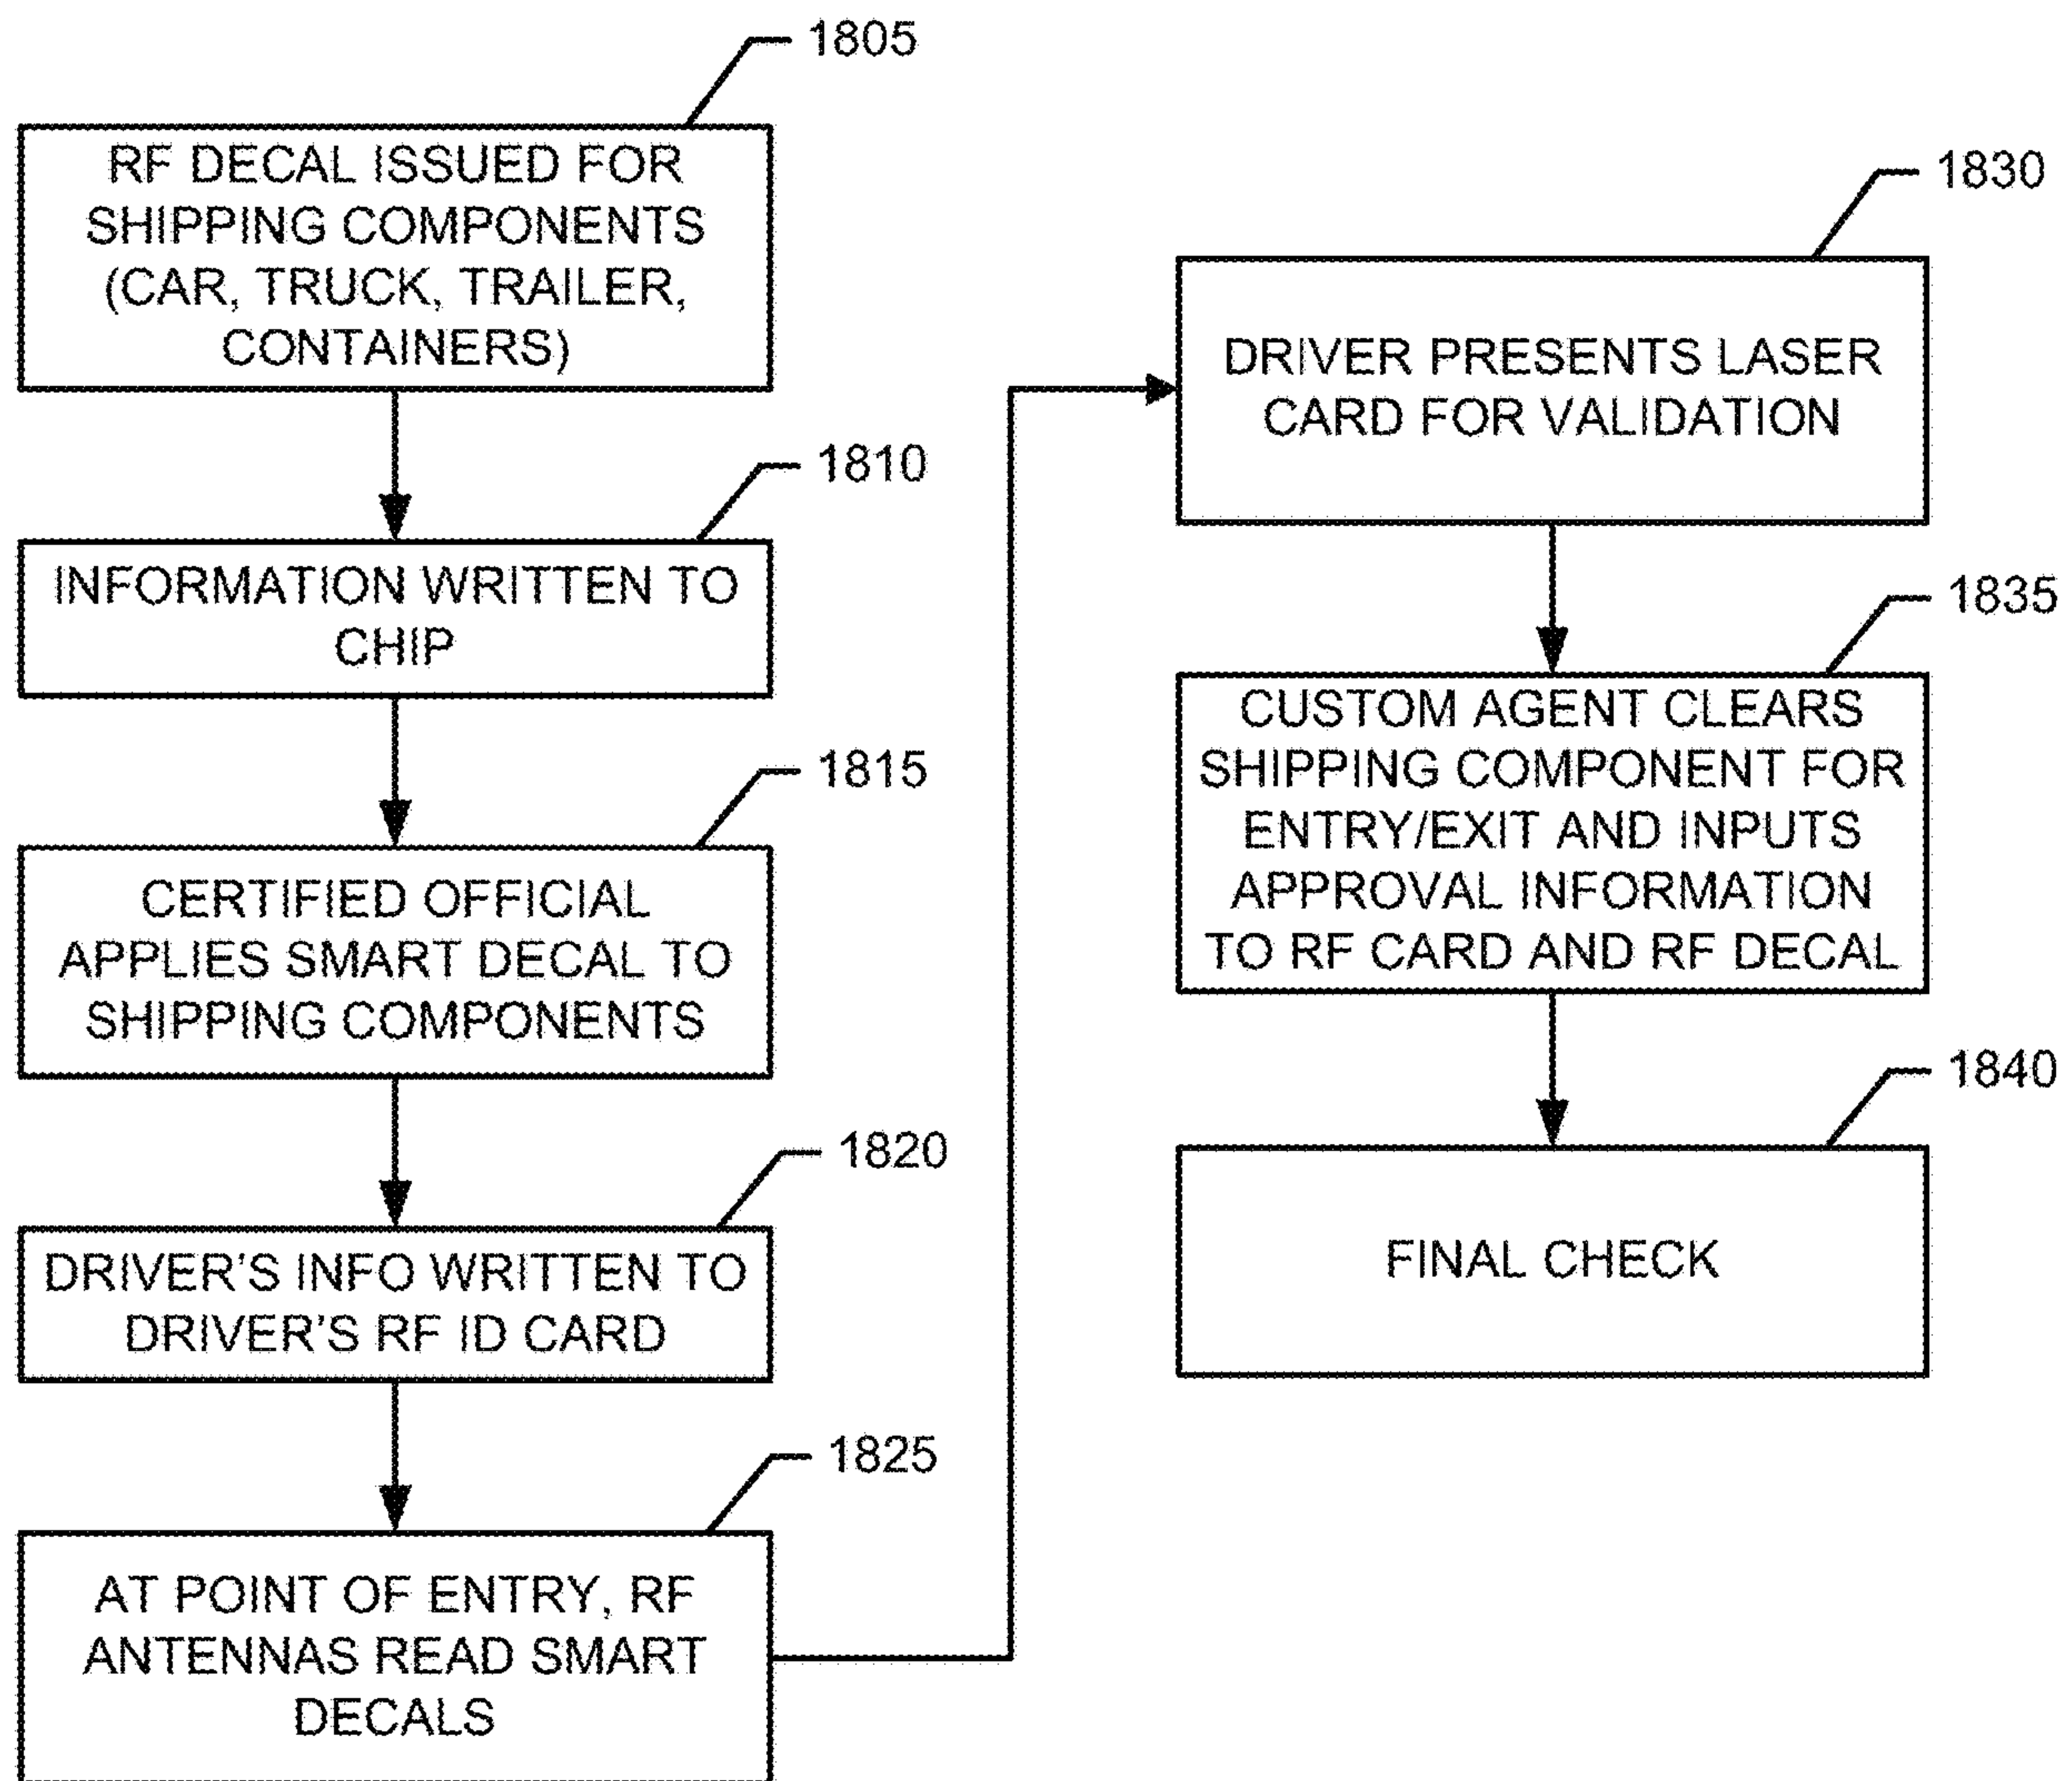 1805
RF DECAL ISSUED FOR
SHIPPING COMPONENTS
(CAR, TRUCK, TRAILER,
CONTAINERS)
1810
INFORMATION WRITTEN TO
CHIP
1815
CERTIFIED OFFICIAL
APPLIES SMART DECAL TO
SHIPPING COMPONENTS
1820
DRIVER'S INFO WRITTEN TO
DRIVER'S RF ID CARD
1825
AT POINT OF ENTRY, RF
ANTENNAS READ SMART
DECALS
1830
DRIVER PRESENTS LASER
CARD FOR VALIDATION
1835
CUSTOM AGENT CLEARS
SHIPPING COMPONENT FOR
ENTRY/EXIT AND INPUTS
APPROVAL INFORMATION
TO RF CARD AND RF DECAL
1840
FINAL CHECK